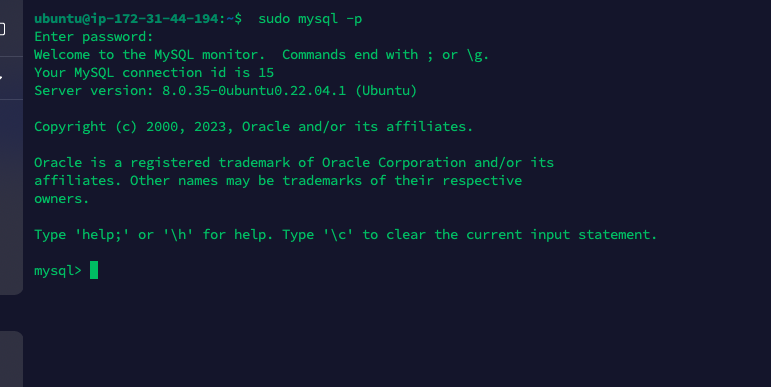 ubuntu@ip-172-31-44-194:~$  sudo mysql -p
Enter password:
Welcome to the MySQL monitor.  Commands end with ; or \g.
Your MySQL connection id is 15
Server version: 8.0.35-0ubuntu0.22.04.1 (Ubuntu)
Copyright (c) 2000, 2023, Oracle and/or its affiliates.
Oracle is a registered trademark of Oracle Corporation and/or its
affiliates. Other names may be trademarks of their respective
owners.
Type 'help;' or '\h' for help. Type '\c' to clear the current input statement.
mysql>